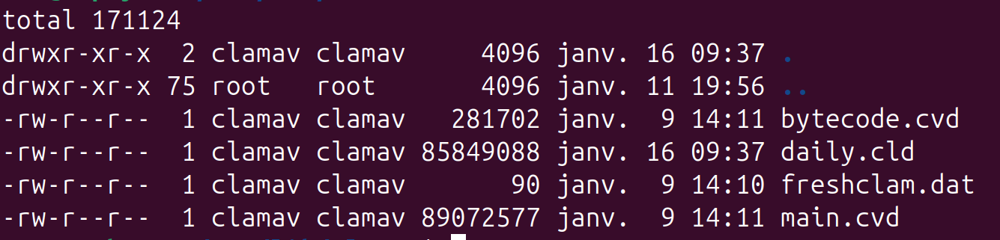 total 171124
drwxr-xr-x  2 clamav clamav     4096 janv. 16 09:37 .
drwxr-xr-x 75 root   root       4096 janv. 11 19:56 ..
-rw-r--r--  1 clamav clamav   281702 janv.  9 14:11 bytecode.cvd
-rw-r--r--  1 clamav clamav 85849088 janv. 16 09:37 daily.cld
-rw-r--r--  1 clamav clamav       90 janv.  9 14:10 freshclam.dat
-rw-r--r--  1 clamav clamav 89072577 janv.  9 14:11 main.cvd